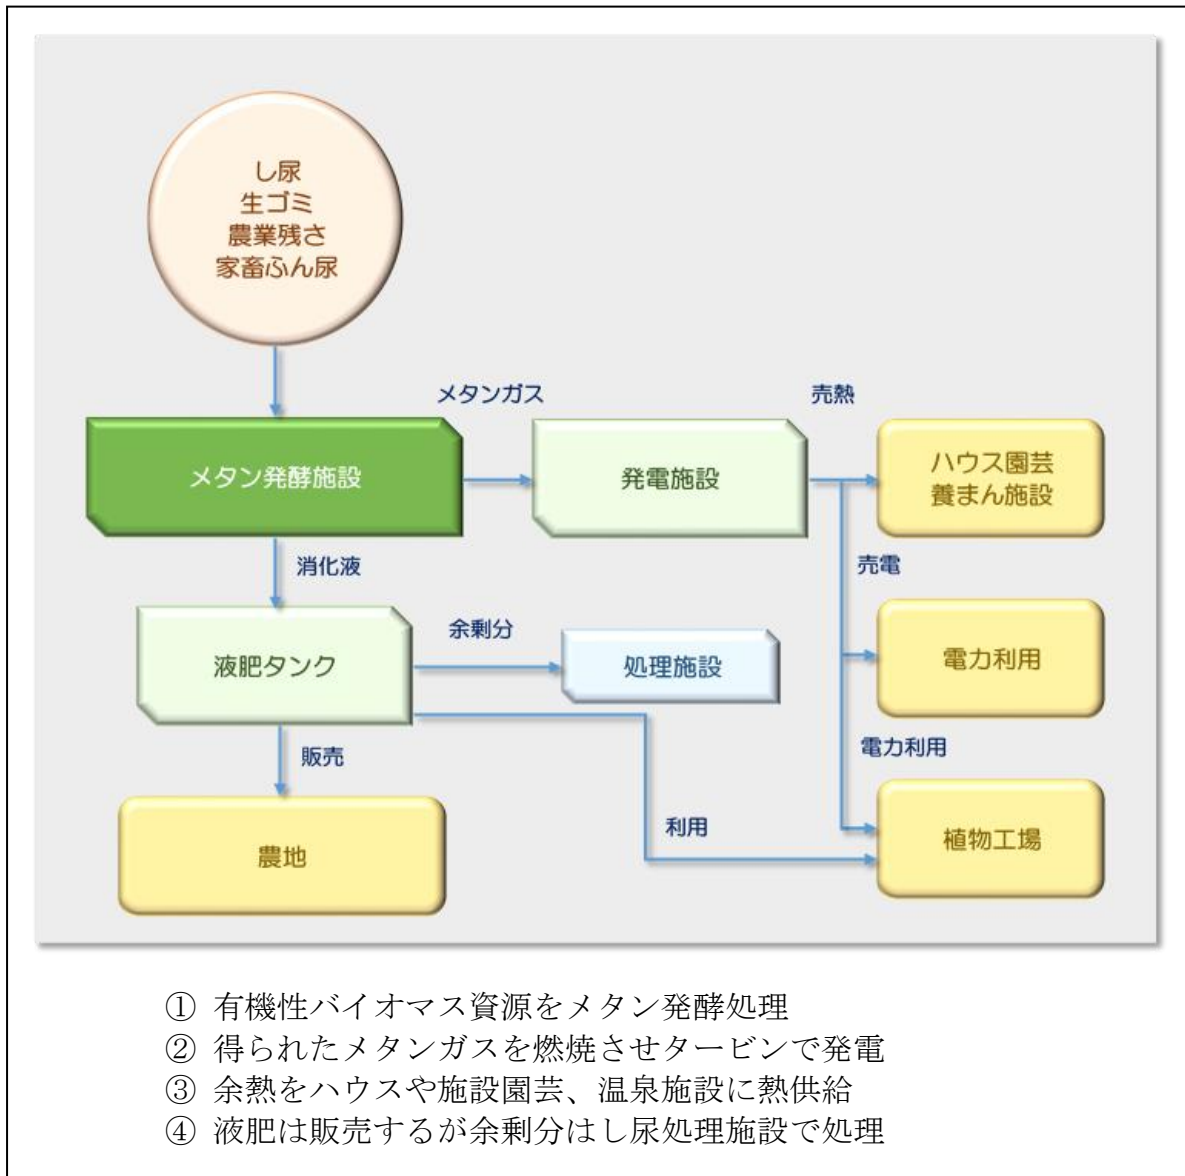 し尿
生ゴミ
農業残さ
家畜ふん尿
メタンガス
売熱
メタン発酵施設
発電施設
ハウス園芸
養まん施設
消化液
売電
余剰分
液肥タンク
処理施設
電力利用
販売
電力利用
利用
農地
植物工場
① 有機性バイオマス資源をメタン発酵処理
② 得られたメタンガスを燃焼させタービンで発電
③ 余熱をハウスや施設園芸、温泉施設に熱供給
④ 液肥は販売するが余剰分はし尿処理施設で処理